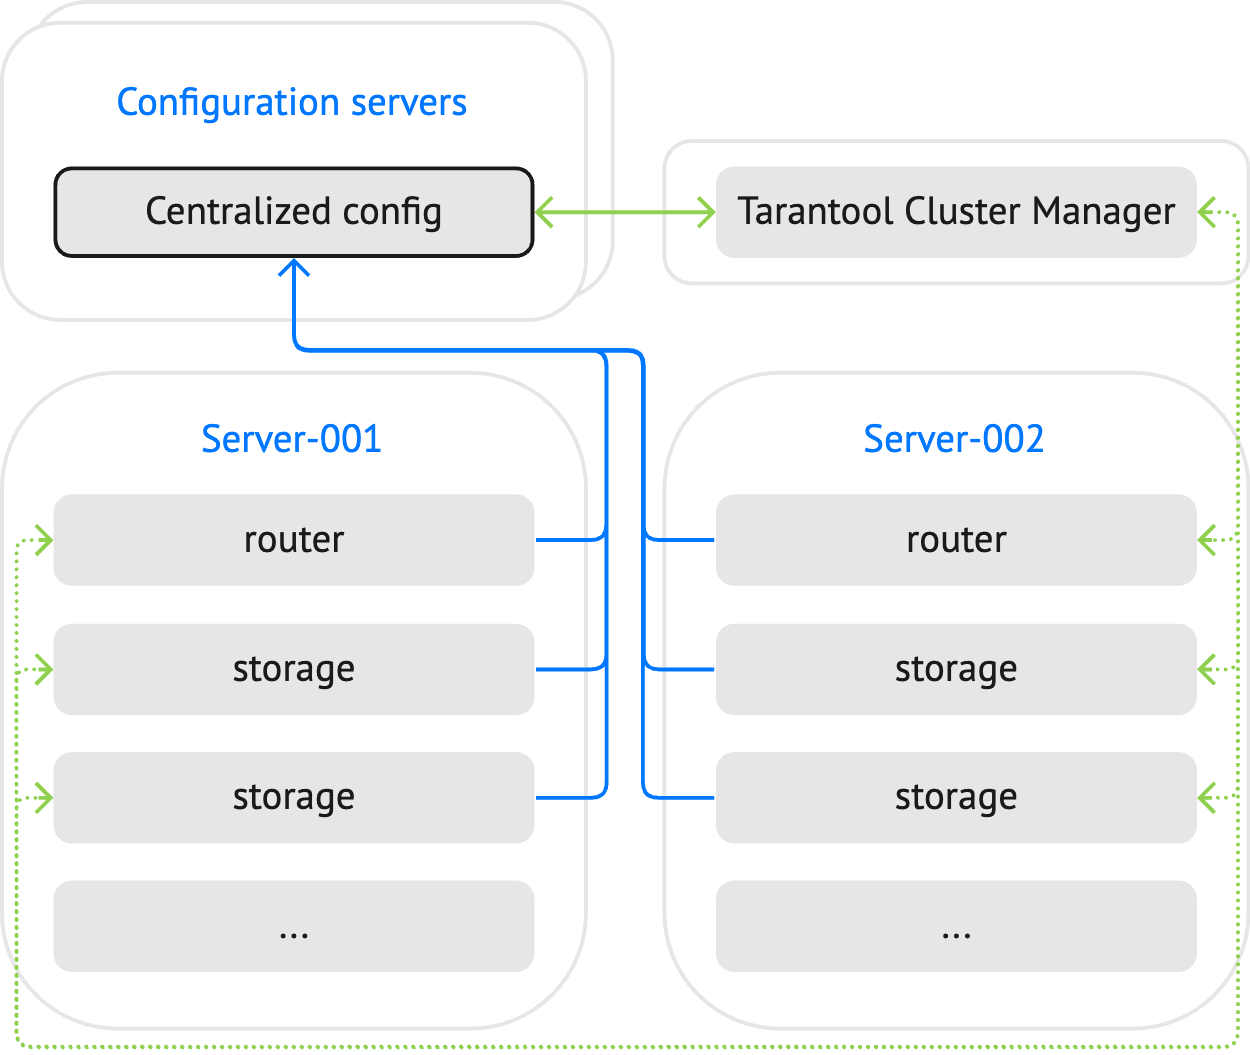 Configuration servers
Centralized config
Tarantool Cluster Manager
Server-001
router
storage
storage
...
Server-002
router
storage
storage
...